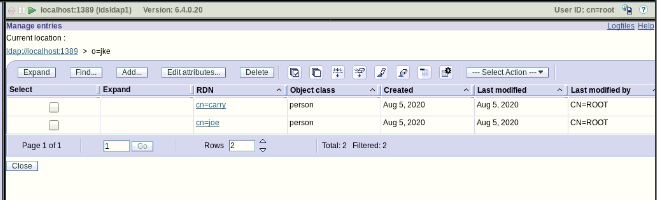 localhost:1389 (idsldap1) Version: 6.4.0.20 User ID: cn=root ?
Manage entries Logfiles Help
Current location :
ldap://localhost:1389 > o=jke
Expand Find... Add... Edit attributes... Delete --- Select Action ---
Select Expand RDN Object class Created Last modified Last modified by
cn=carry person Aug 5, 2020 Aug 5, 2020 CN=ROOT
cn=joe person Aug 5, 2020 Aug 5, 2020 CN=ROOT
Page 1 of 1 1 Go Rows 2 Total: 2 Filtered: 2
Close